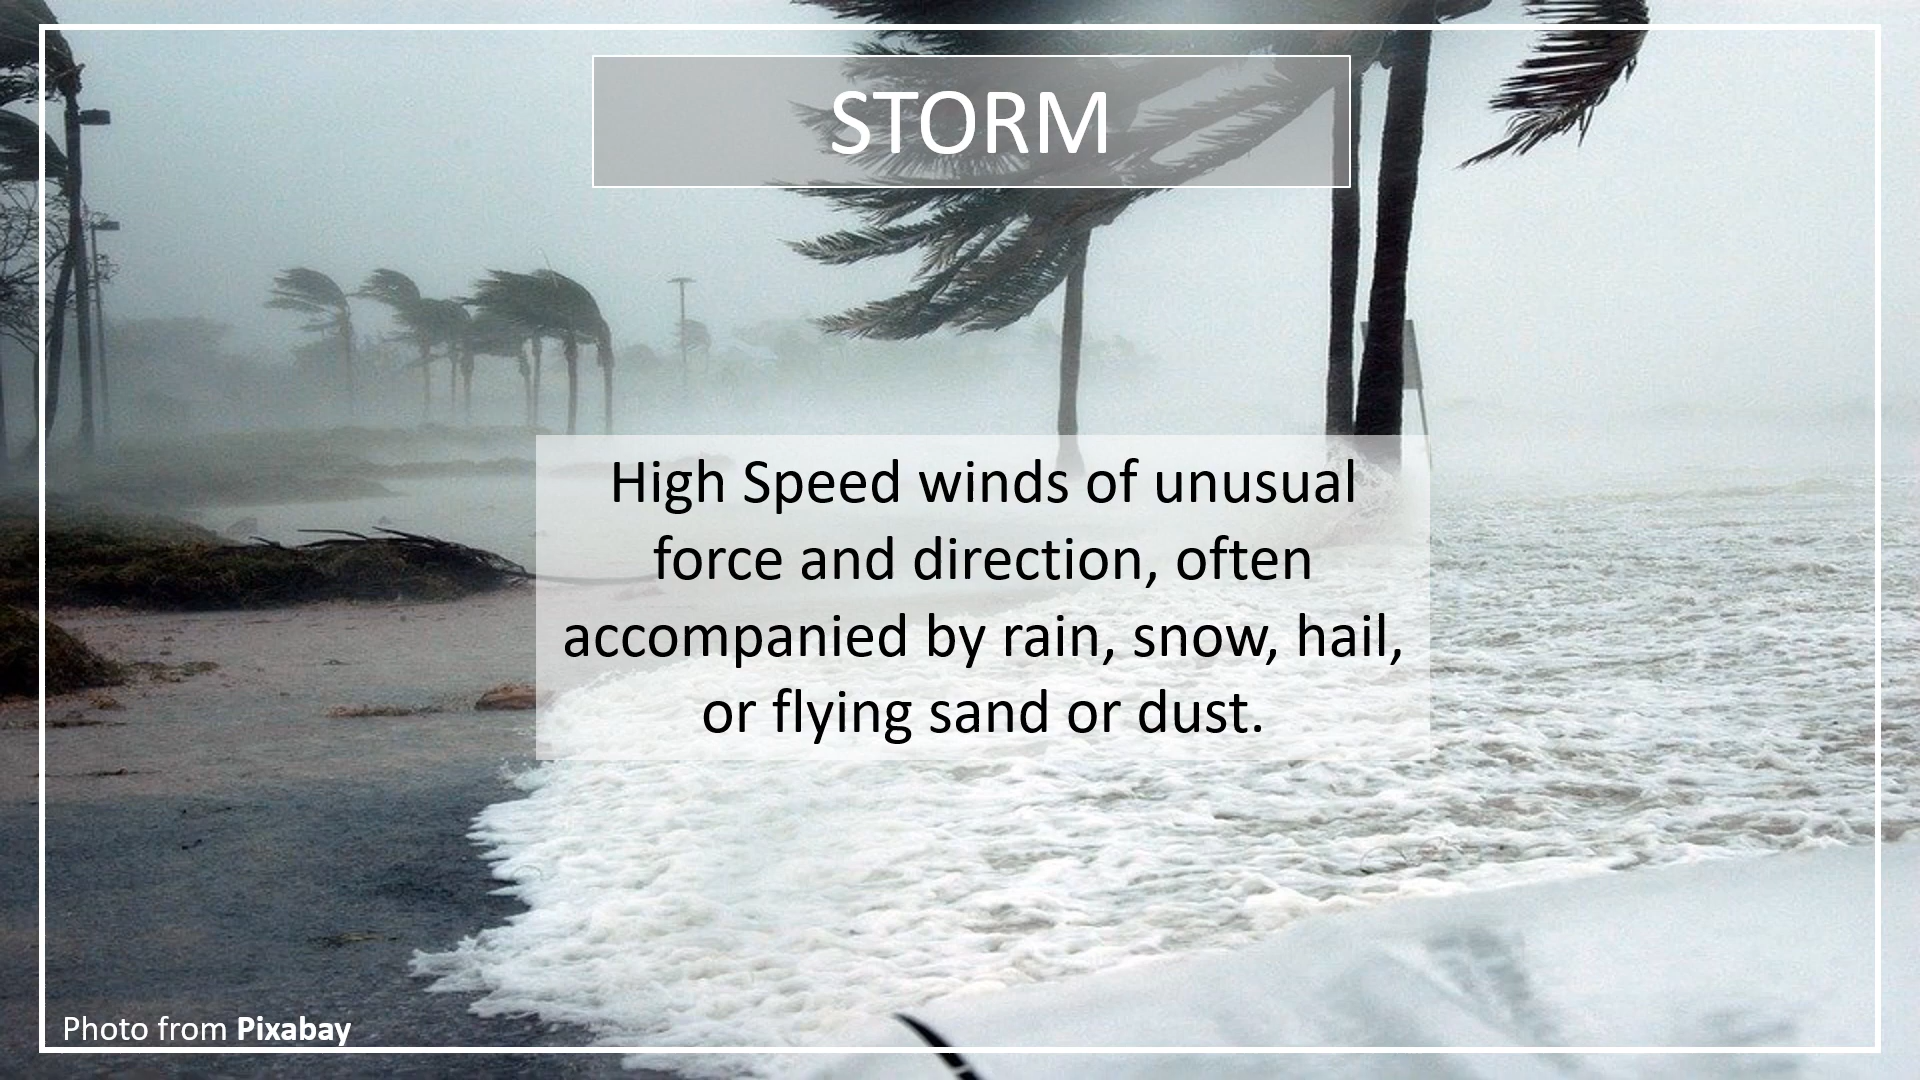 STORM
High Speed winds of unusual
force and direction, often
accompanied by rain, snow, hail,
or flying sand or dust.
Photo from Pixabay